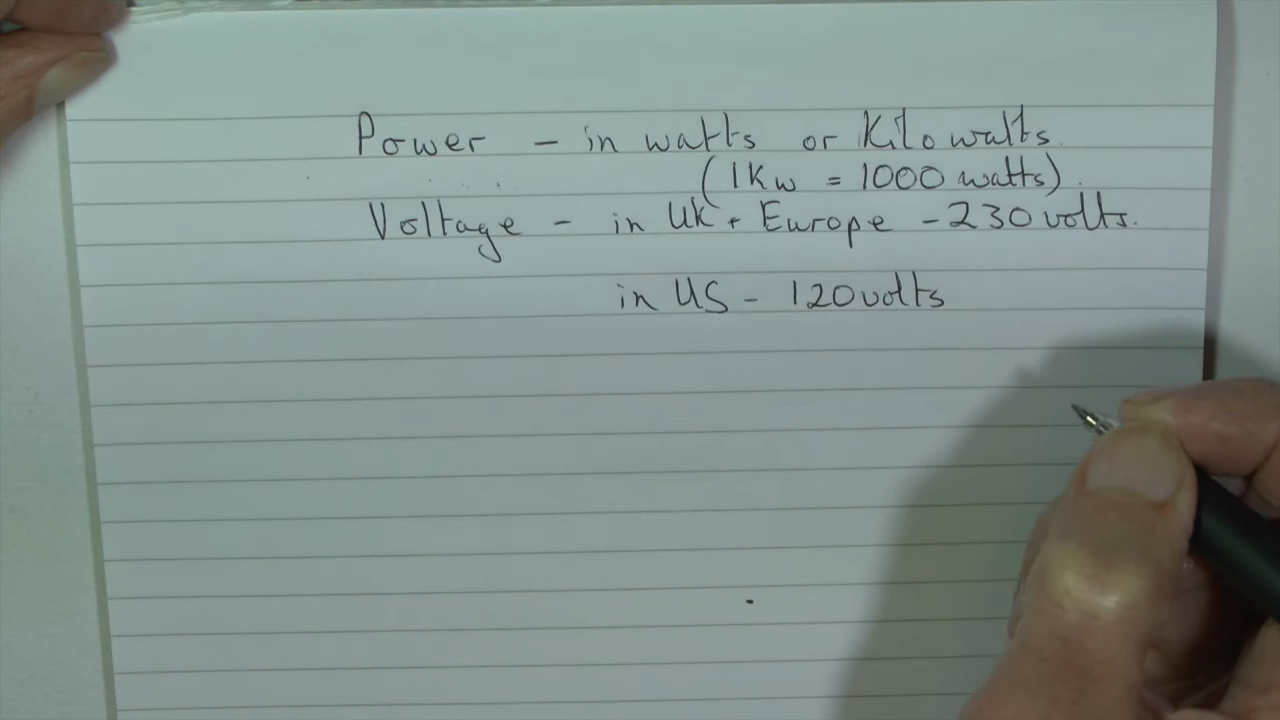 Power - in watts or Kilowatts.
(1Kw = 1000 watts).
Voltage - in UK + Europe - 230 volts.
in US - 120 volts